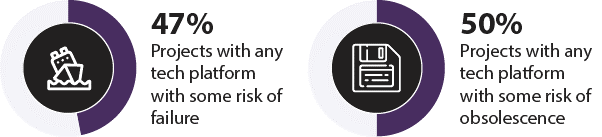 47%
Projects with any
tech platform
with some risk of
failure
50%
Projects with any
tech platform
with some risk of
obsolescence